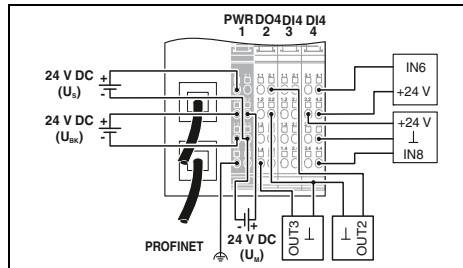 PWR DO4 DI4 DI4
1 2 3 4
24 V DC
(US)
+
-
24 V DC
(UBK)
+
-
IN6
+24 V
+24 V
⊥
IN8
PROFINET
- +
24 V DC
(UM)
OUT3
⊥
⊥
OUT2